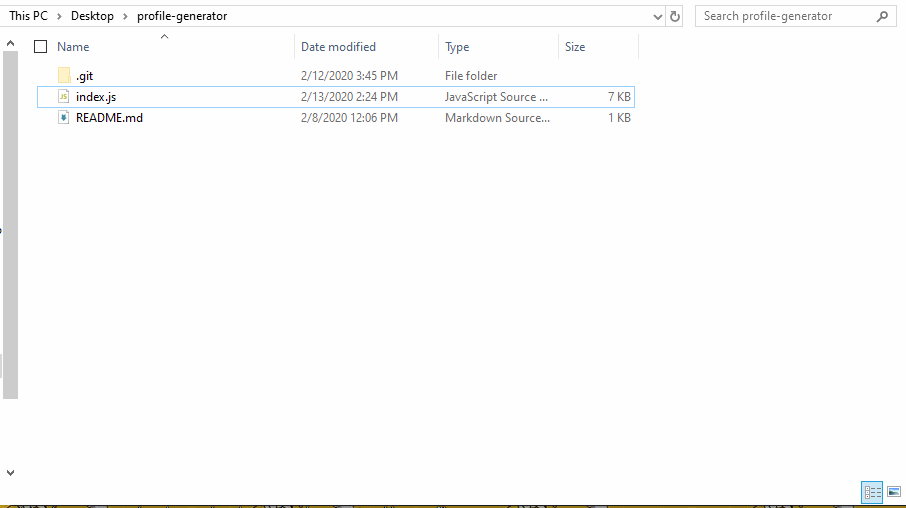 This PC > Desktop > profile-generator Search profile-generator
Name Date modified Type Size
.git 2/12/2020 3:45 PM File folder
JS index.js 2/13/2020 2:24 PM JavaScript Source ... 7 KB
README.md 2/8/2020 12:06 PM Markdown Source... 1 KB